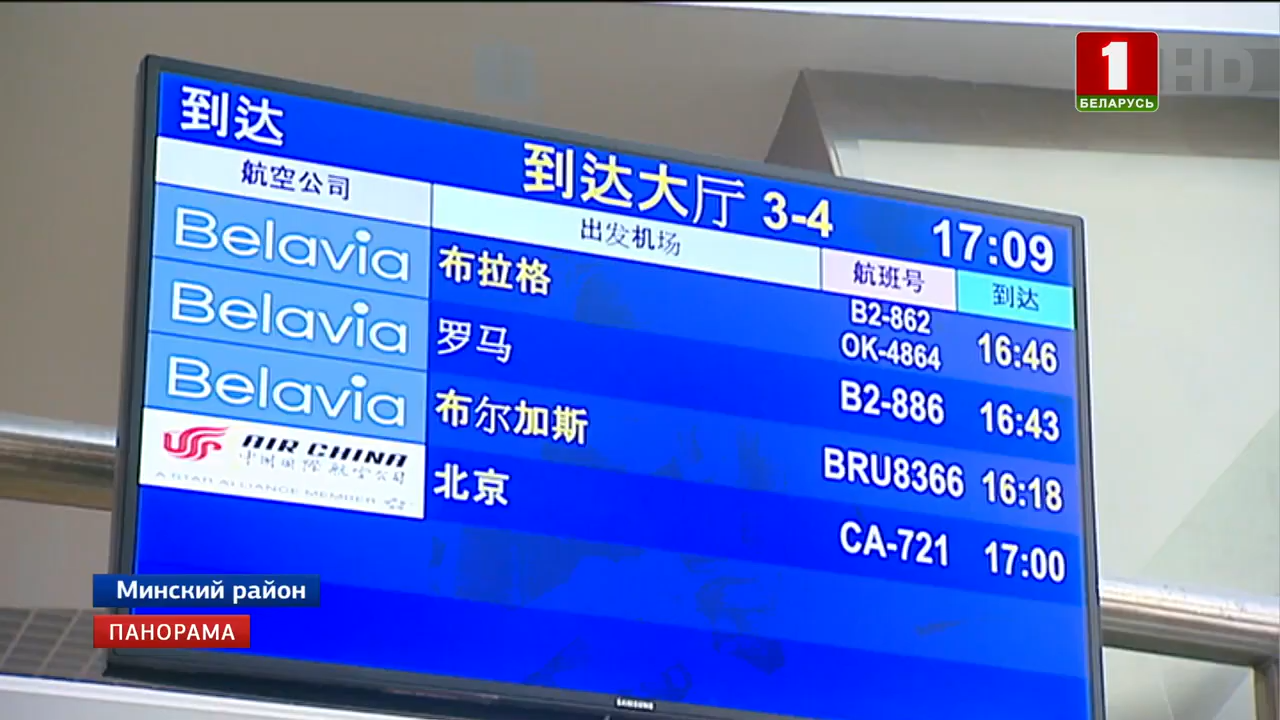 1 HD
БЕЛАРУСЬ
到达
到达大厅 3-4
17:09
航空公司
出发机场
航班号
到达
Belavia
布拉格
B2-862
OK-4864
16:46
Belavia
罗马
B2-886
16:43
Belavia
布尔加斯
BRU8366
16:18
AIR CHINA
中国国际航空公司
A STAR ALLIANCE MEMBER
北京
CA-721
17:00
Минский район
ПАНОРАМА
SAMSUNG